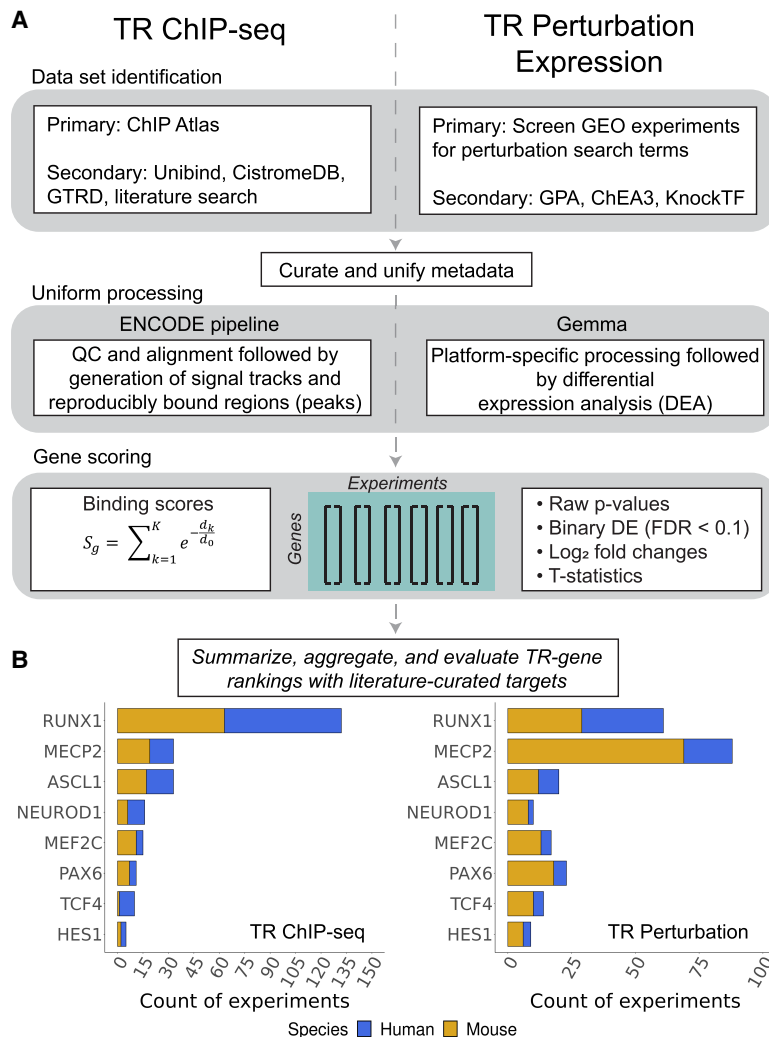 A
TR ChIP-seq
TR Perturbation
Expression
Data set identification
Primary: ChIP Atlas
Secondary: Unibind, CistromeDB,
GTRD, literature search
Primary: Screen GEO experiments
for perturbation search terms
Secondary: GPA, ChEA3, KnockTF
Curate and unify metadata
Uniform processing
ENCODE pipeline
QC and alignment followed by
generation of signal tracks and
reproducibly bound regions (peaks)
Gemma
Platform-specific processing followed
by differential
expression analysis (DEA)
Gene scoring
Binding scores
S_g = ∑_{k=1}^{K} e^{-\frac{d_k}{d_0}}
Experiments
Genes
• Raw p-values
• Binary DE (FDR < 0.1)
• Log₂ fold changes
• T-statistics
B
Summarize, aggregate, and evaluate TR-gene
rankings with literature-curated targets
RUNX1
MECP2
ASCL1
NEUROD1
MEF2C
PAX6
TCF4
HES1
TR ChIP-seq
0 15 30 45 60 75 90 105 120 135 150
Count of experiments
RUNX1
MECP2
ASCL1
NEUROD1
MEF2C
PAX6
TCF4
HES1
TR Perturbation
0 25 50 75 100
Count of experiments
Species Human Mouse